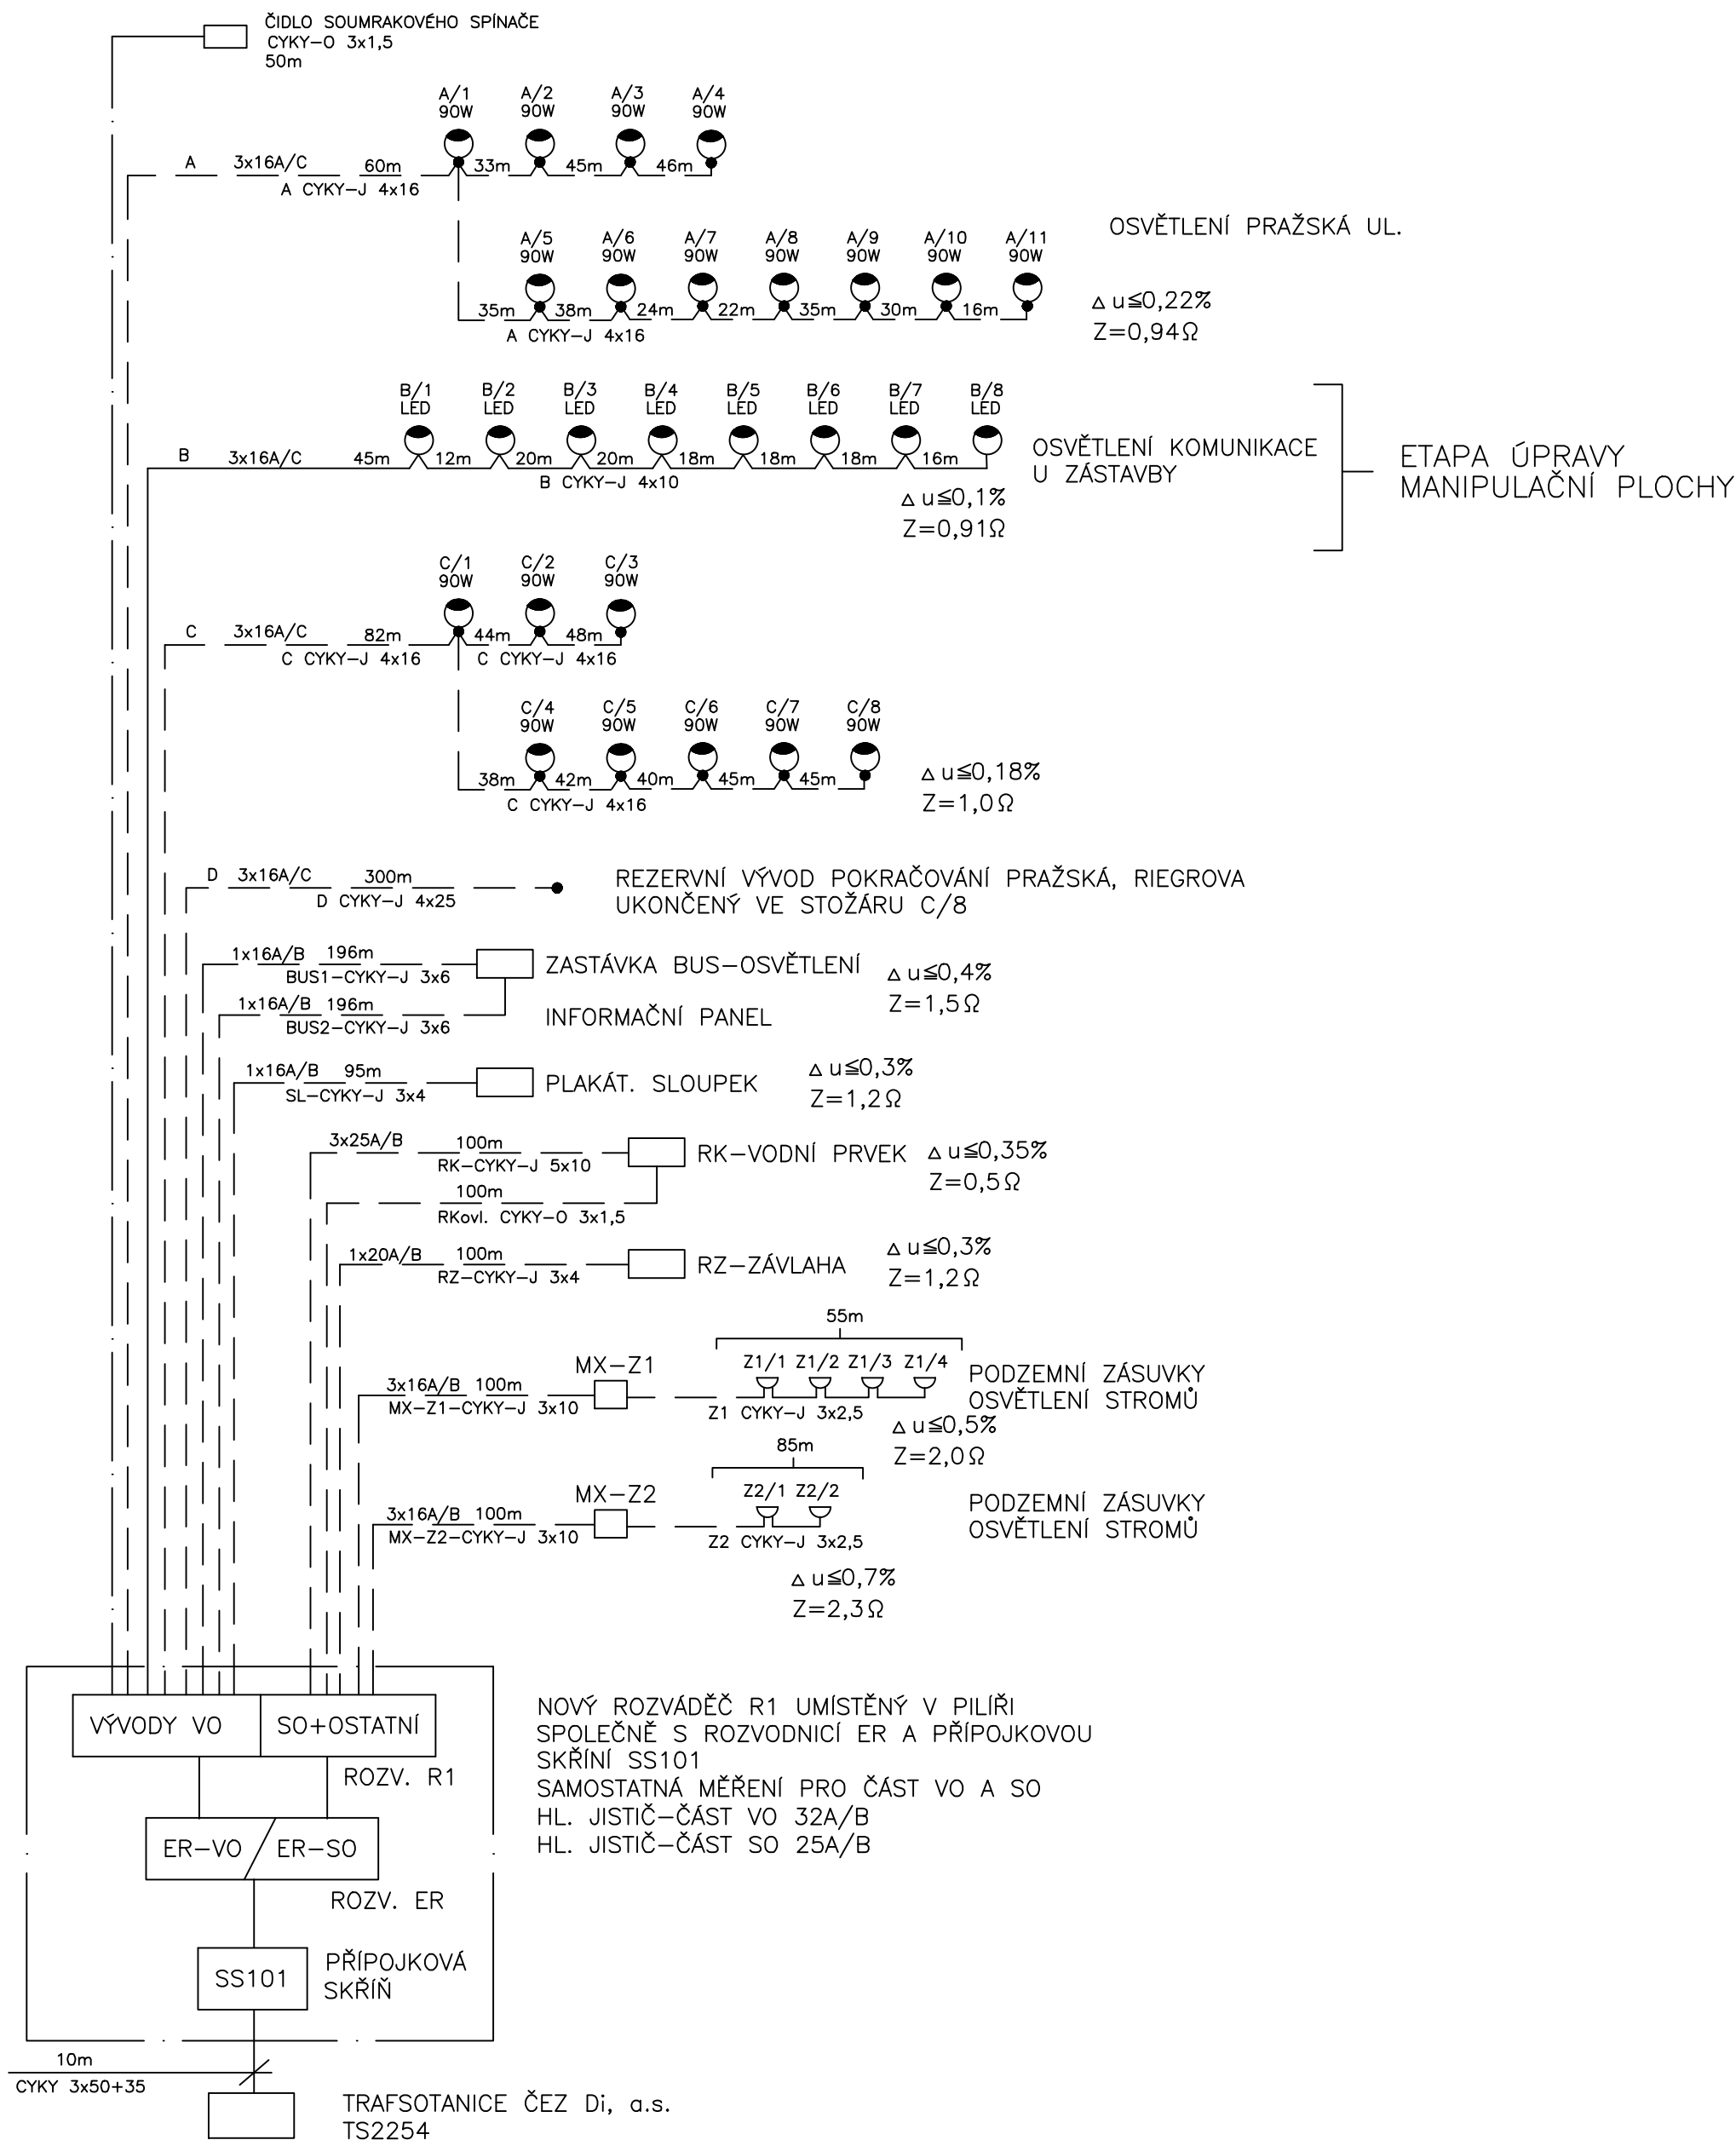 ČIDLO SOUMRAKOVÉHO SPÍNAČE
CYKY-O 3x1,5
50m
A/1 A/2 A/3 A/4
90W 90W 90W 90W
A 3x16A/C 60m 33m 45m 46m
A CYKY-J 4x16
OSVĚTLENÍ PRAŽSKÁ UL.
A/5 A/6 A/7 A/8 A/9 A/10 A/11
90W 90W 90W 90W 90W 90W 90W
35m 38m 24m 22m 35m 30m 16m
A CYKY-J 4x16
Δ u≦0,22%
Z=0,94Ω
B/1 B/2 B/3 B/4 B/5 B/6 B/7 B/8
LED LED LED LED LED LED LED LED
B 3x16A/C 45m 12m 20m 20m 18m 18m 18m 16m
B CYKY-J 4x10
OSVĚTLENÍ KOMUNIKACE
U ZÁSTAVBY
Δ u≦0,1%
Z=0,91Ω
ETAPA ÚPRAVY
MANIPULAČNÍ PLOCHY
C/1 C/2 C/3
90W 90W 90W
C 3x16A/C 82m 44m 48m
C CYKY-J 4x16 C CYKY-J 4x16
C/4 C/5 C/6 C/7 C/8
90W 90W 90W 90W 90W
38m 42m 40m 45m 45m
C CYKY-J 4x16
Δ u≦0,18%
Z=1,0Ω
D 3x16A/C 300m
D CYKY-J 4x25
REZERVNÍ VÝVOD POKRAČOVÁNÍ PRAŽSKÁ, RIEGROVA
UKONČENÝ VE STOŽÁRU C/8
1x16A/B 196m
BUS1-CYKY-J 3x6
ZASTÁVKA BUS-OSVĚTLENÍ
Δ u≦0,4%
Z=1,5Ω
1x16A/B 196m
BUS2-CYKY-J 3x6
INFORMAČNÍ PANEL
1x16A/B 95m
SL-CYKY-J 3x4
PLAKÁT. SLOUPEK
Δ u≦0,3%
Z=1,2Ω
3x25A/B 100m
RK-CYKY-J 5x10
RK-VODNÍ PRVEK
Δ u≦0,35%
Z=0,5Ω
100m
RKovl. CYKY-O 3x1,5
1x20A/B 100m
RZ-CYKY-J 3x4
RZ-ZÁVLAHA
Δ u≦0,3%
Z=1,2Ω
55m
MX-Z1
Z1/1 Z1/2 Z1/3 Z1/4
3x16A/B 100m
MX-Z1-CYKY-J 3x10
Z1 CYKY-J 3x2,5
PODZEMNÍ ZÁSUVKY
OSVĚTLENÍ STROMŮ
Δ u≦0,5%
Z=2,0Ω
85m
MX-Z2
Z2/1 Z2/2
3x16A/B 100m
MX-Z2-CYKY-J 3x10
Z2 CYKY-J 3x2,5
PODZEMNÍ ZÁSUVKY
OSVĚTLENÍ STROMŮ
Δ u≦0,7%
Z=2,3Ω
VÝVODY VO
SO+OSTATNÍ
ROZV. R1
NOVÝ ROZVÁDĚČ R1 UMÍSTĚNÝ V PILÍŘI
SPOLEČNĚ S ROZVODNICÍ ER A PŘÍPOJKOVOU
SKŘÍNÍ SS101
SAMOSTATNÁ MĚŘENÍ PRO ČÁST VO A SO
HL. JISTIČ-ČÁST VO 32A/B
HL. JISTIČ-ČÁST SO 25A/B
ER-VO
ER-SO
ROZV. ER
SS101
PŘÍPOJKOVÁ
SKŘÍŇ
10m
CYKY 3x50+35
TRAFSOTANICE ČEZ Di, a.s.
TS2254